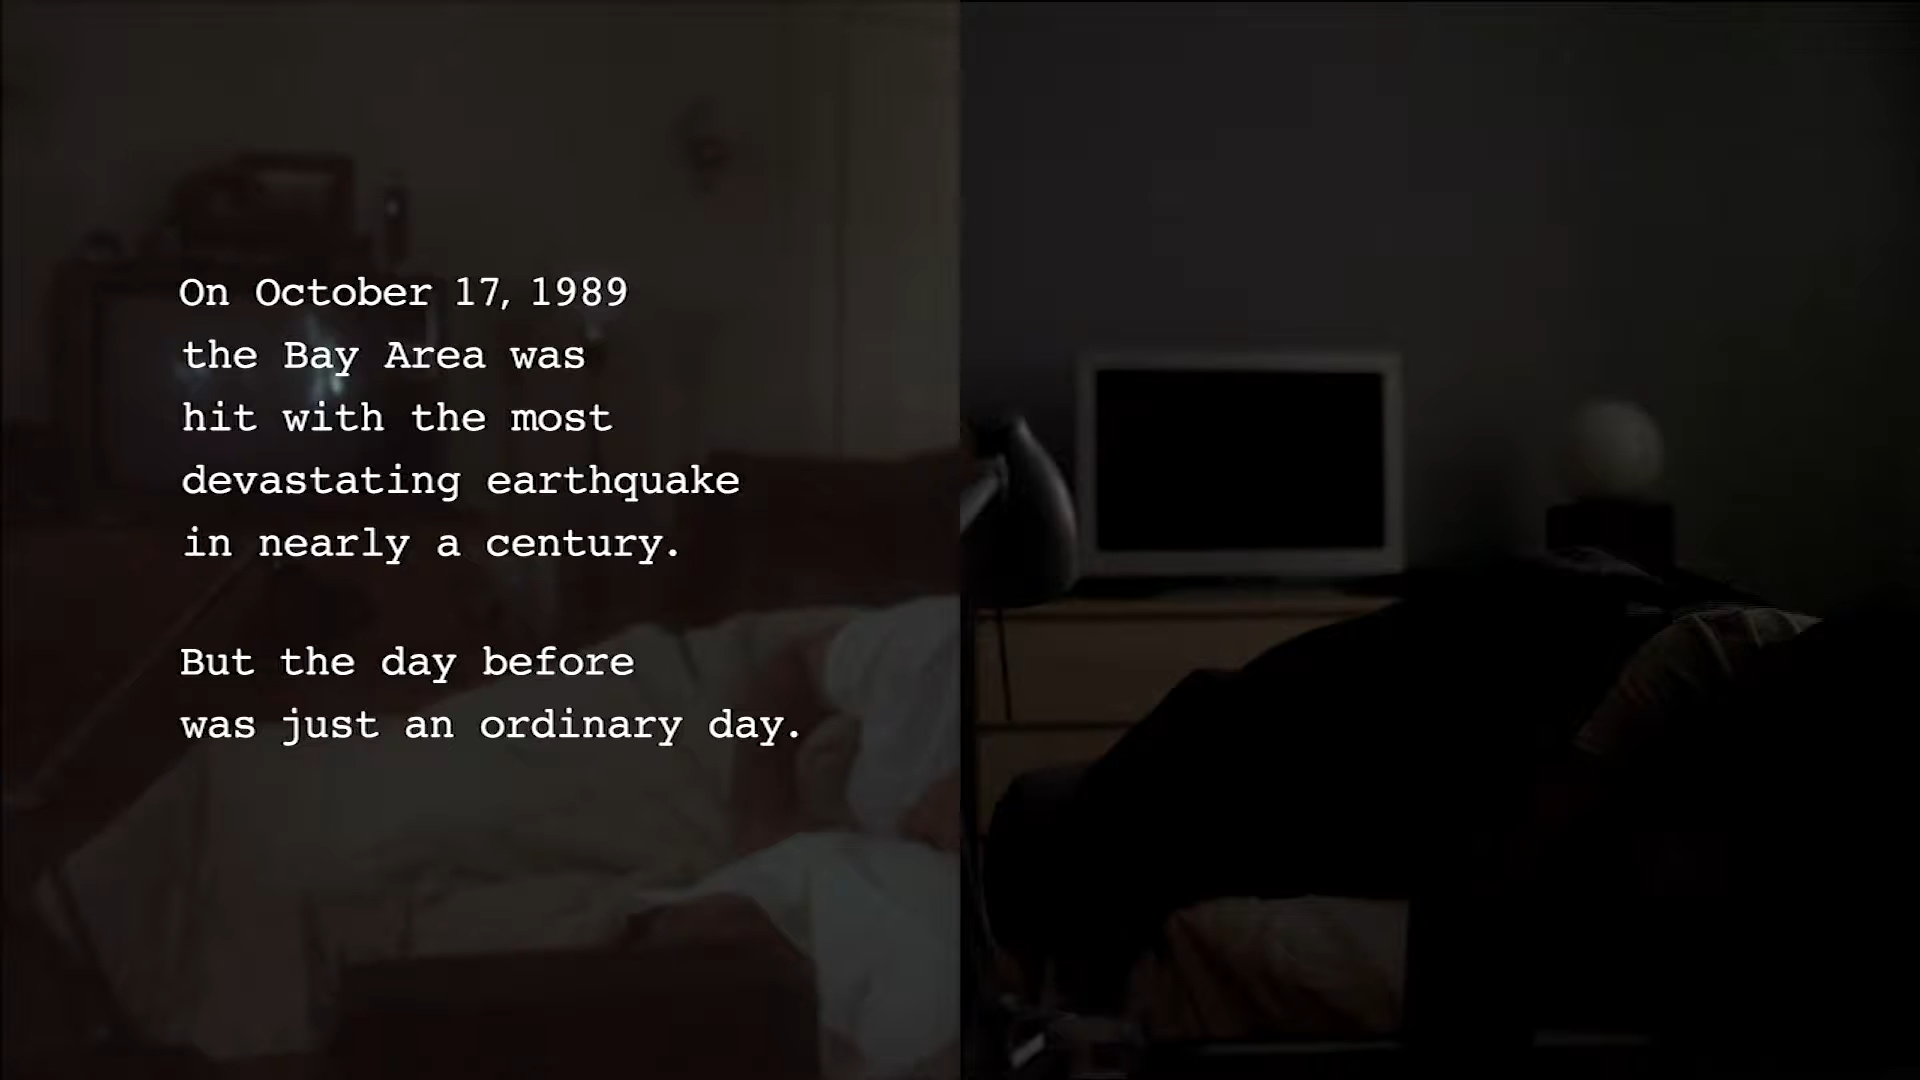 On October 17, 1989
the Bay Area was
hit with the most
devastating earthquake
in nearly a century.
But the day before
was just an ordinary day.